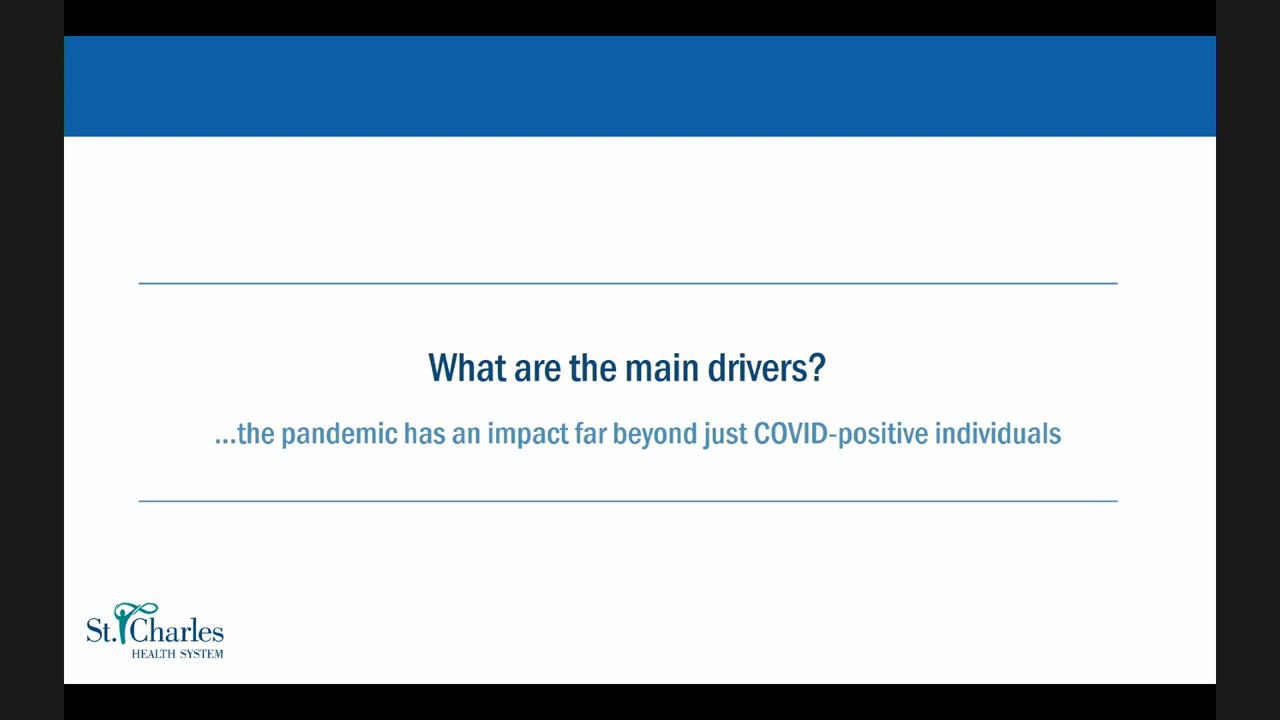 What are the main drivers?
...the pandemic has an impact far beyond just COVID-positive individuals
St. Charles
HEALTH SYSTEM